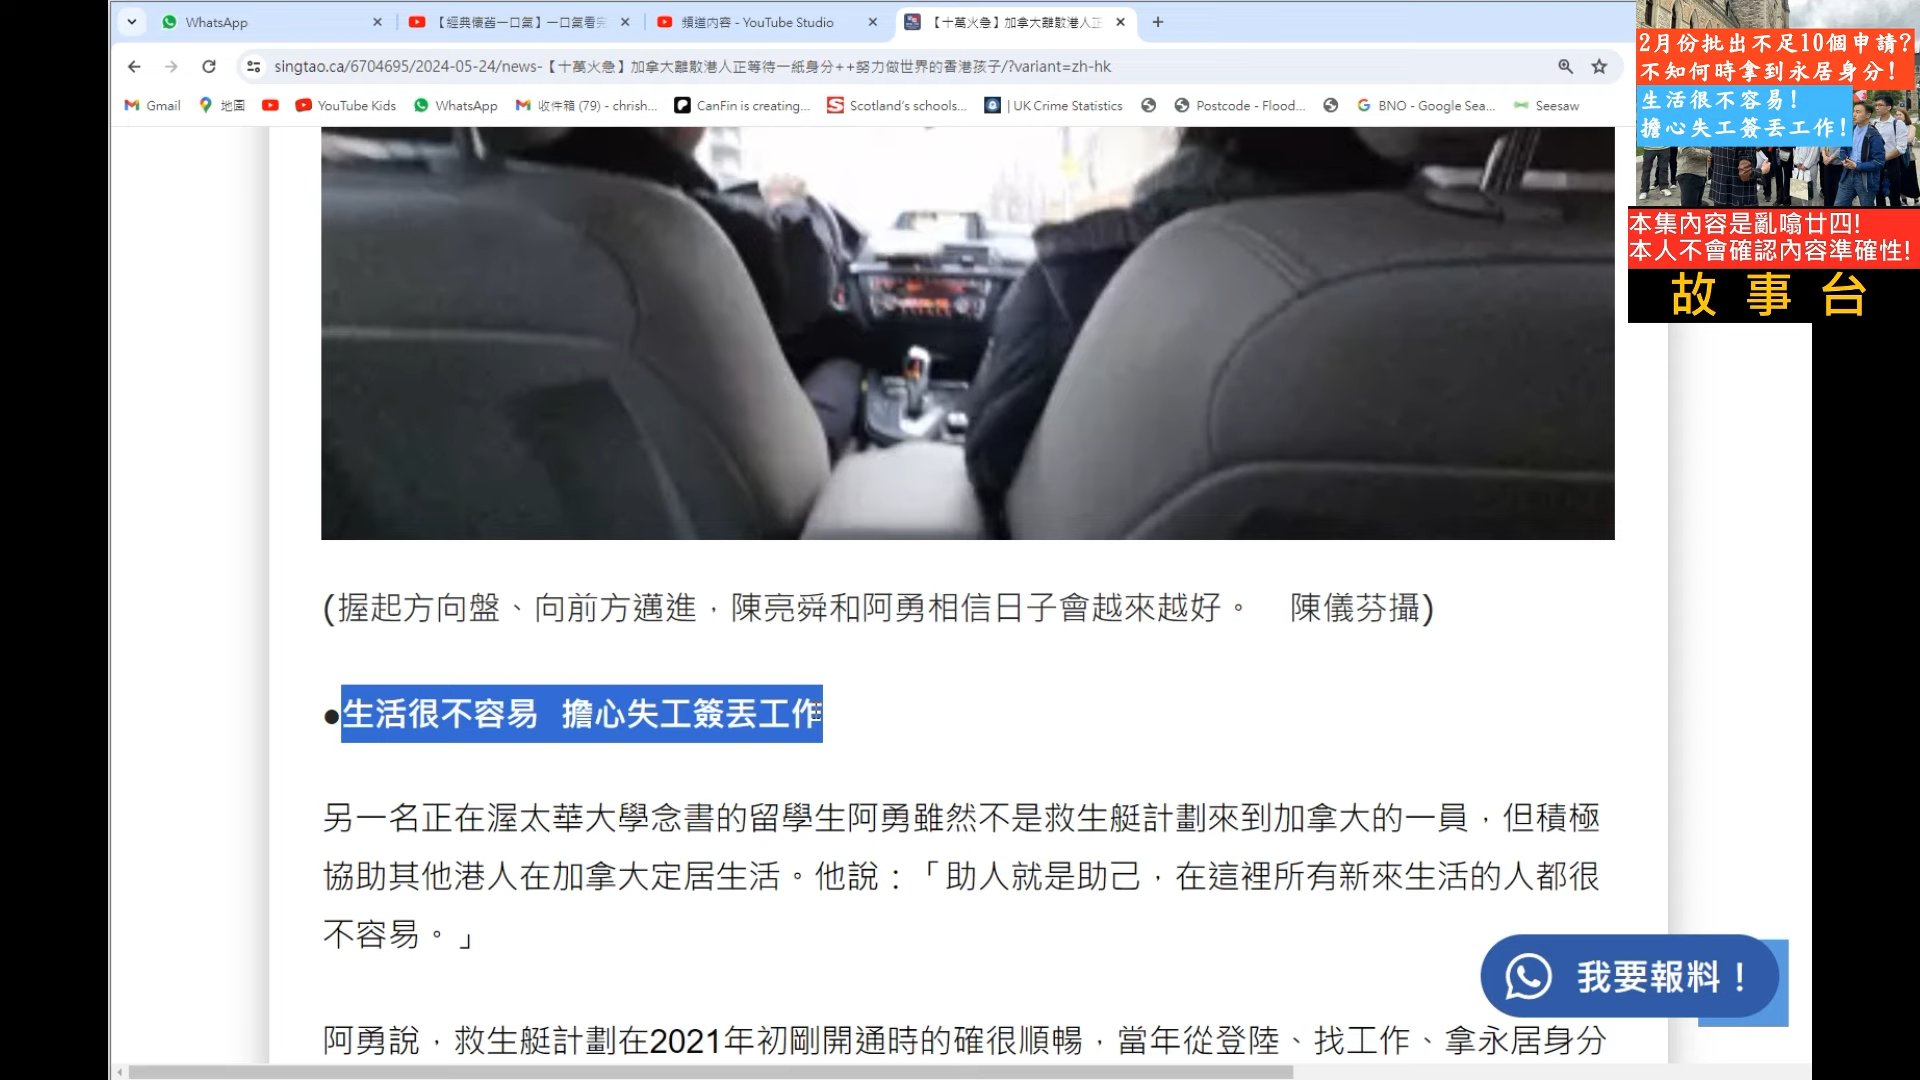 WhatsApp
【經典懷舊一口氣】一口氣看完
頻道內容 - YouTube Studio
【十萬火急】加拿大離散港人正
singtao.ca/6704695/2024-05-24/news-【十萬火急】加拿大離散港人正等待一紙身分++努力做世界的香港孩子/?variant=zh-hk
Gmail
地圖
YouTube Kids
WhatsApp
收件箱 (79) - chrish...
CanFin is creating...
Scotland's schools...
| UK Crime Statistics
Postcode - Flood...
BNO - Google Sea...
Seesaw
2月份批出不足10個申請?
不知何時拿到永居身分!
生活很不容易!
擔心失工簽丟工作!
本集內容是亂噏廿四!
本人不會確認內容準確性!
故事台
(握起方向盤、向前方邁進，陳亮舜和阿勇相信日子會越來越好。 陳儀芬攝)
●生活很不容易 擔心失工簽丟工作
另一名正在渥太華大學念書的留學生阿勇雖然不是救生艇計劃來到加拿大的一員，但積極
協助其他港人在加拿大定居生活。他說：「助人就是助己，在這裡所有新來生活的人都很
不容易。」
我要報料！
阿勇說，救生艇計劃在2021年初剛開通時的確很順暢，當年從登陸、找工作、拿永居身分